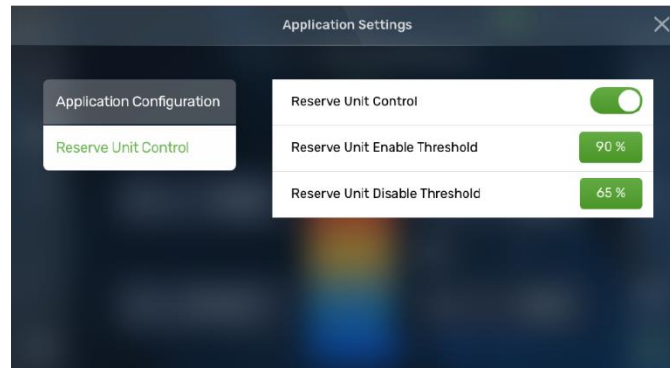 Application Settings
Application Configuration
Reserve Unit Control
Reserve Unit Control
Reserve Unit Enable Threshold
90 %
Reserve Unit Disable Threshold
65 %